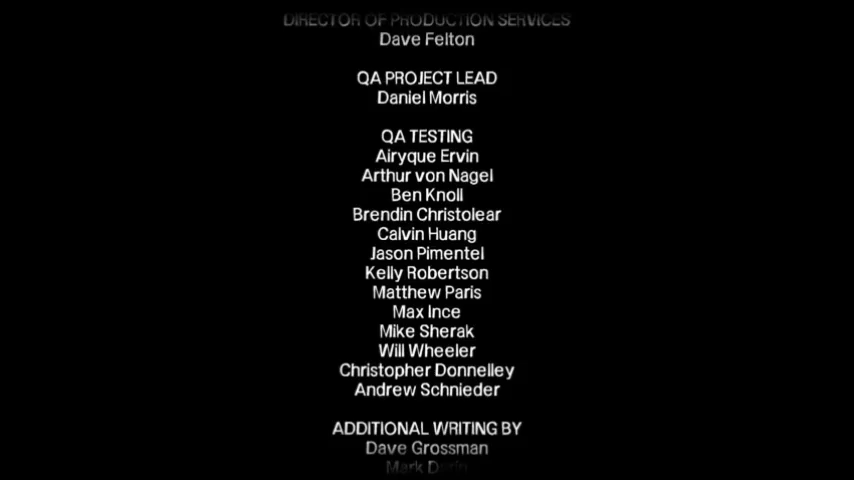 DIRECTOR OF PRODUCTION SERVICES
Dave Felton
QA PROJECT LEAD
Daniel Morris
QA TESTING
Airyque Ervin
Arthur von Nagel
Ben Knoll
Brendin Christolear
Calvin Huang
Jason Pimentel
Kelly Robertson
Matthew Paris
Max Ince
Mike Sherak
Will Wheeler
Christopher Donnelley
Andrew Schnieder
ADDITIONAL WRITING BY
Dave Grossman
Mark